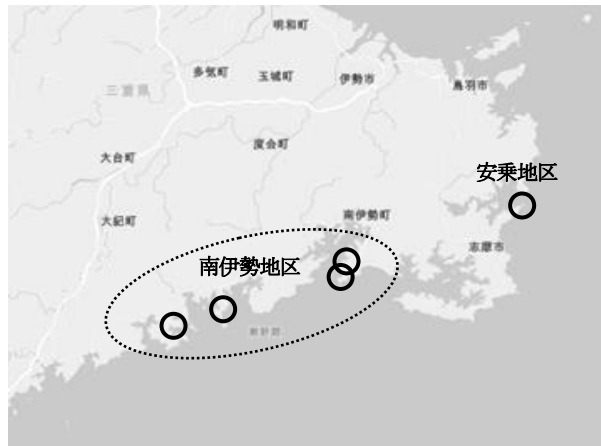 明和町
多気町
玉城町
伊勢市
鳥羽市
三重県
度会町
大台町
安乗地区
大紀町
南伊勢町
志摩市
南伊勢地区